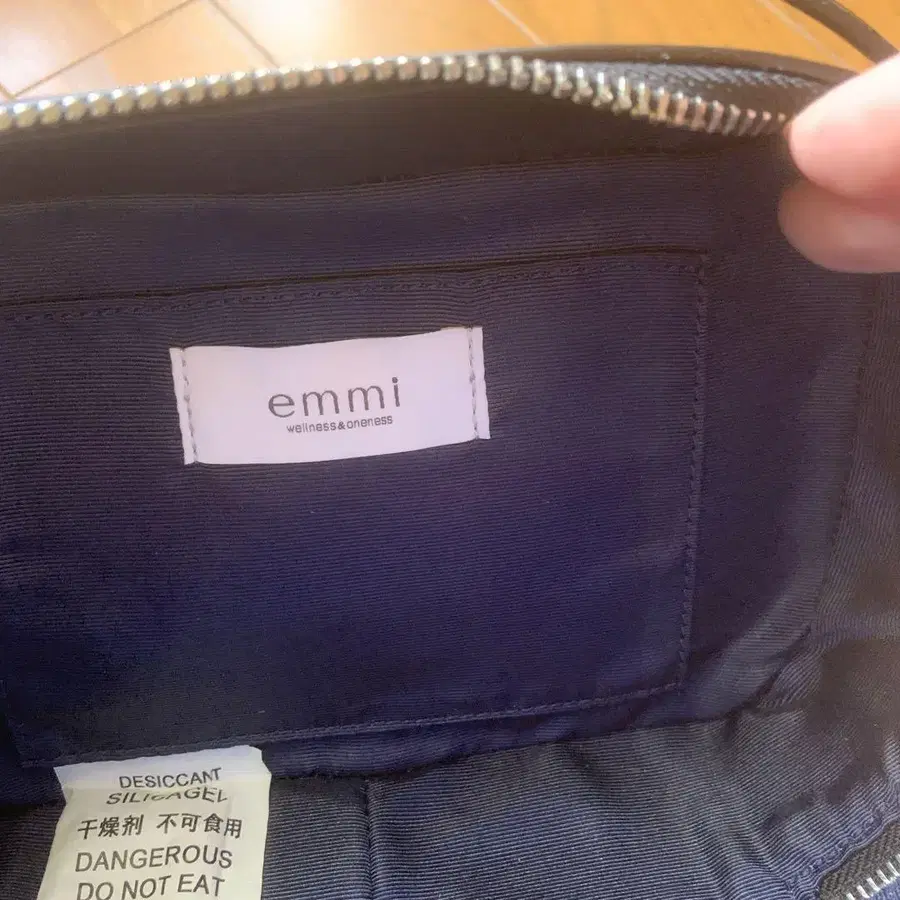 emmi
wellness&oneness
DESICCANT
SILICAGEL
干燥剂 不可食用
DANGEROUS
DO NOT EAT